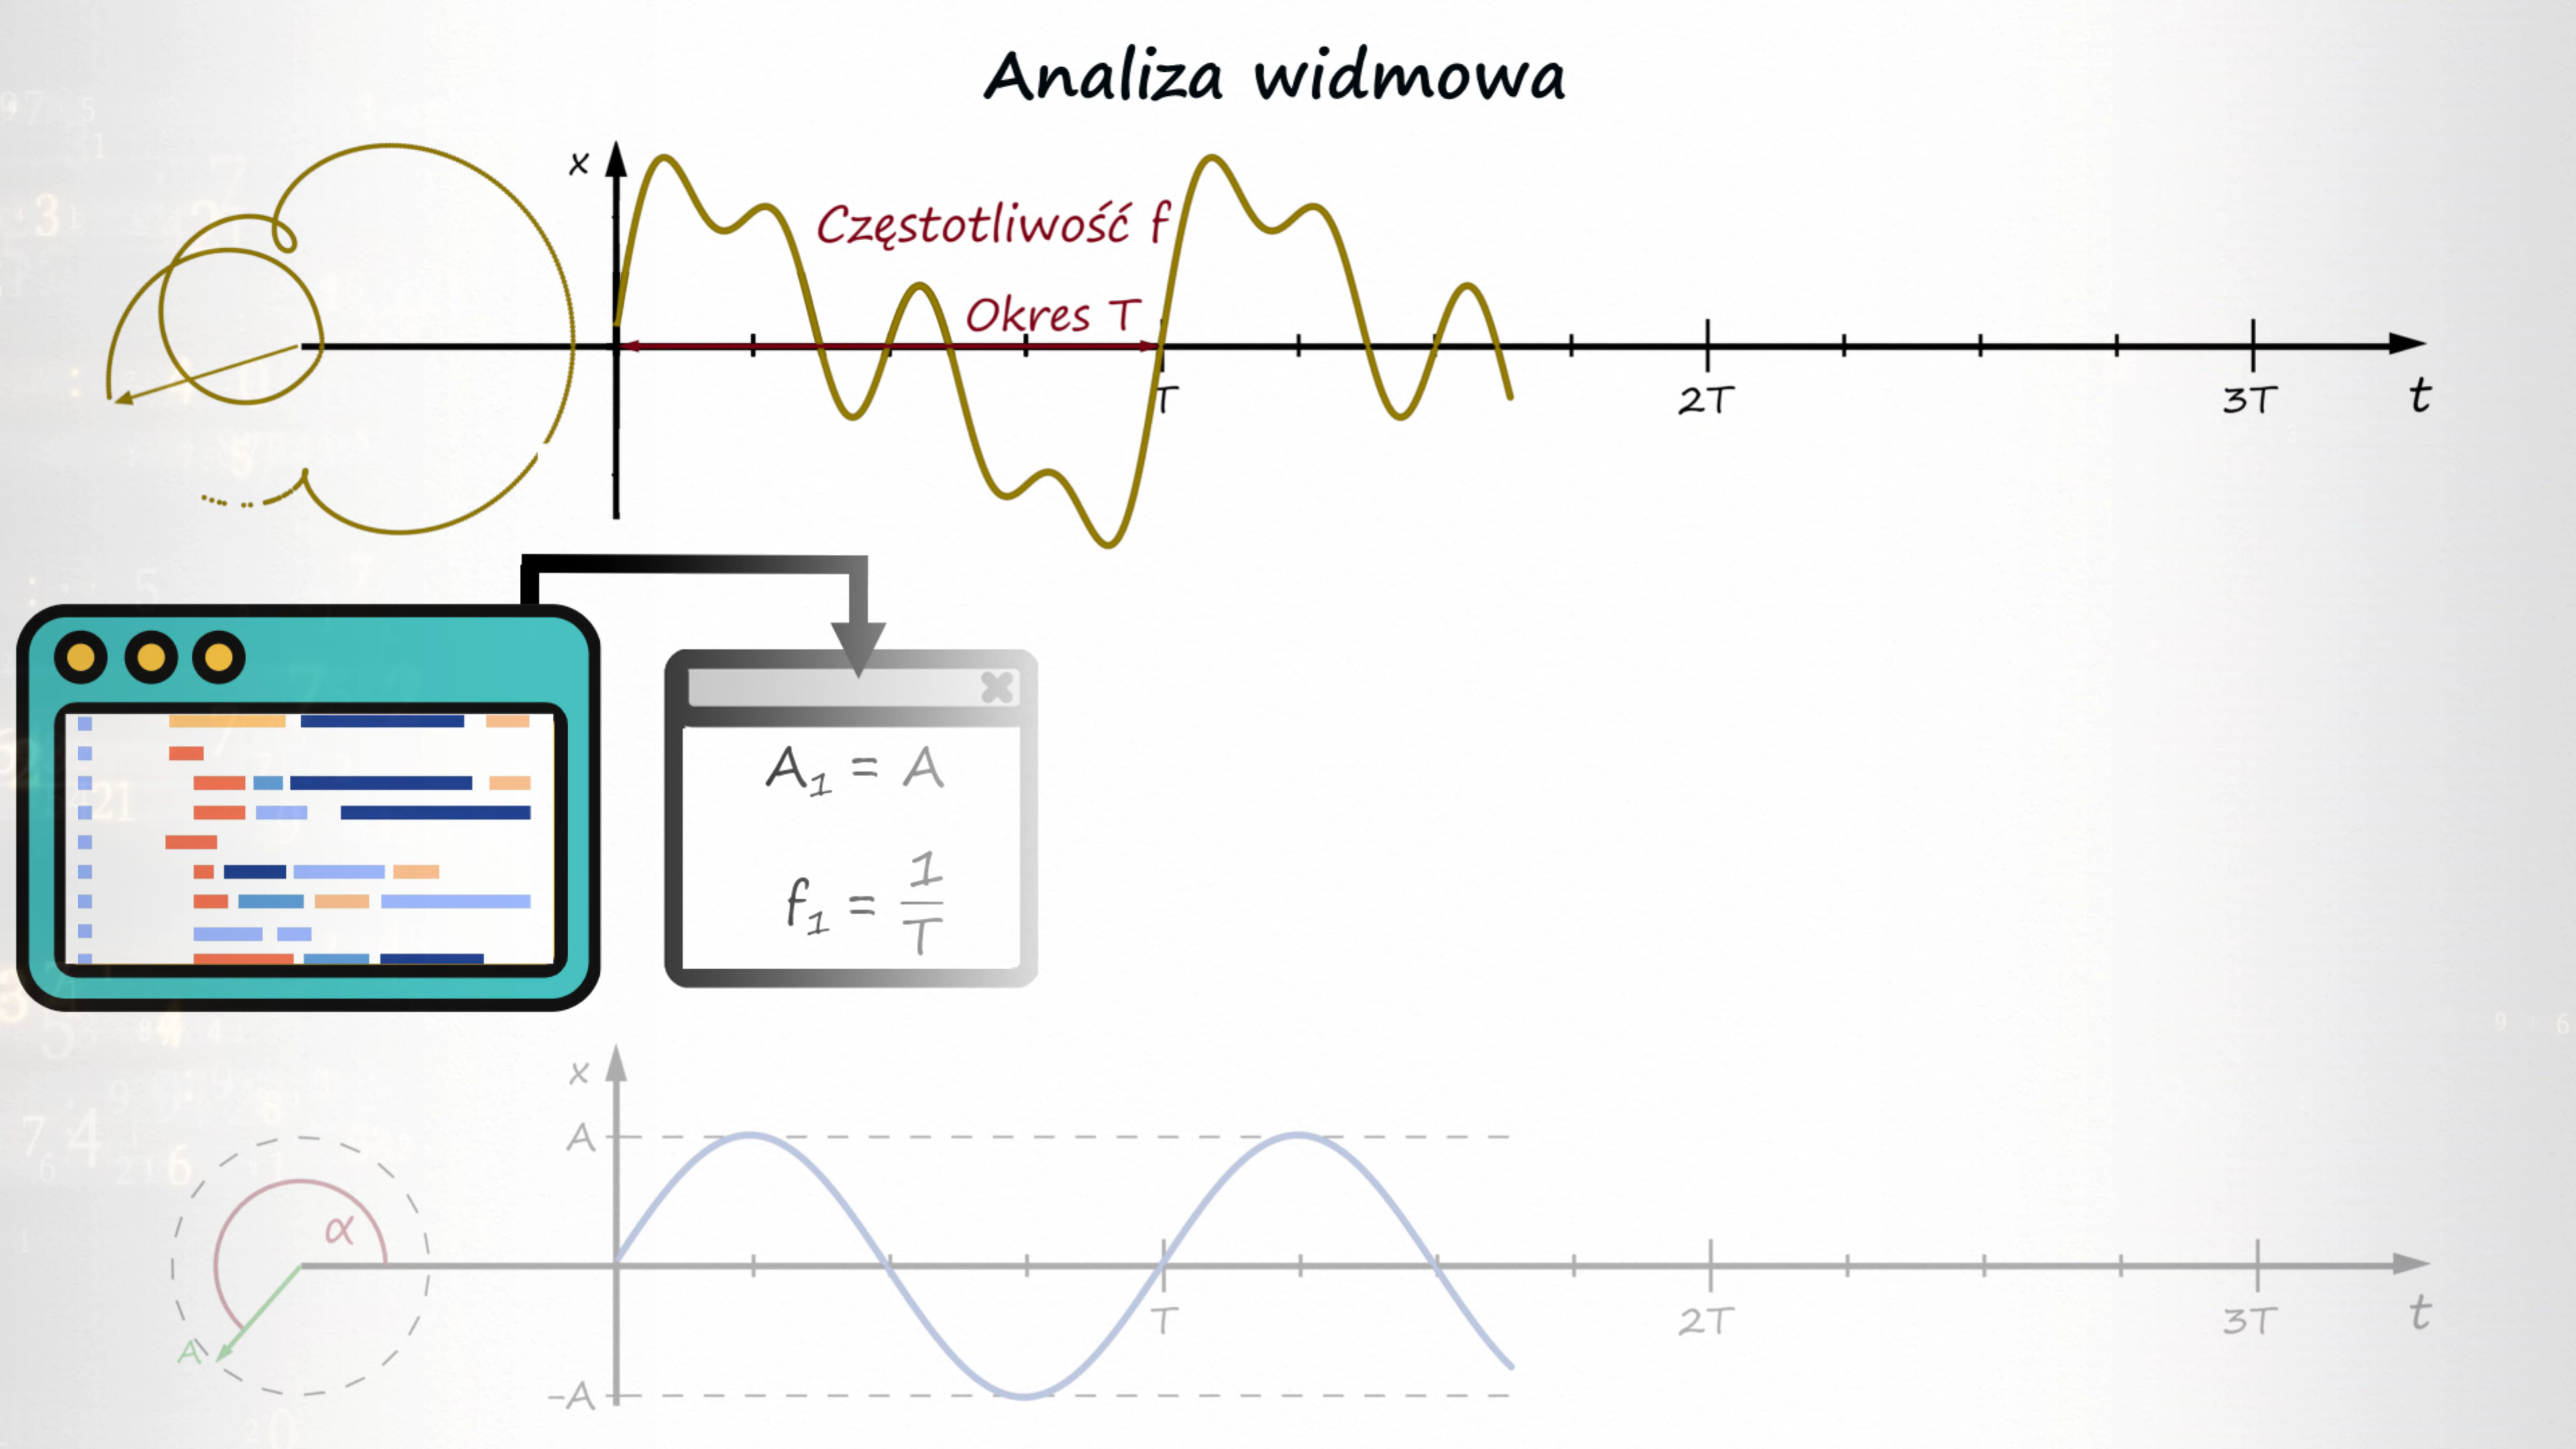 Analiza widmowa
x
Częstotliwość f
Okres T
T
2T
3T
t
A₁ = A
f₁ = 1/T
x
A
α
A
T
2T
3T
t
-A